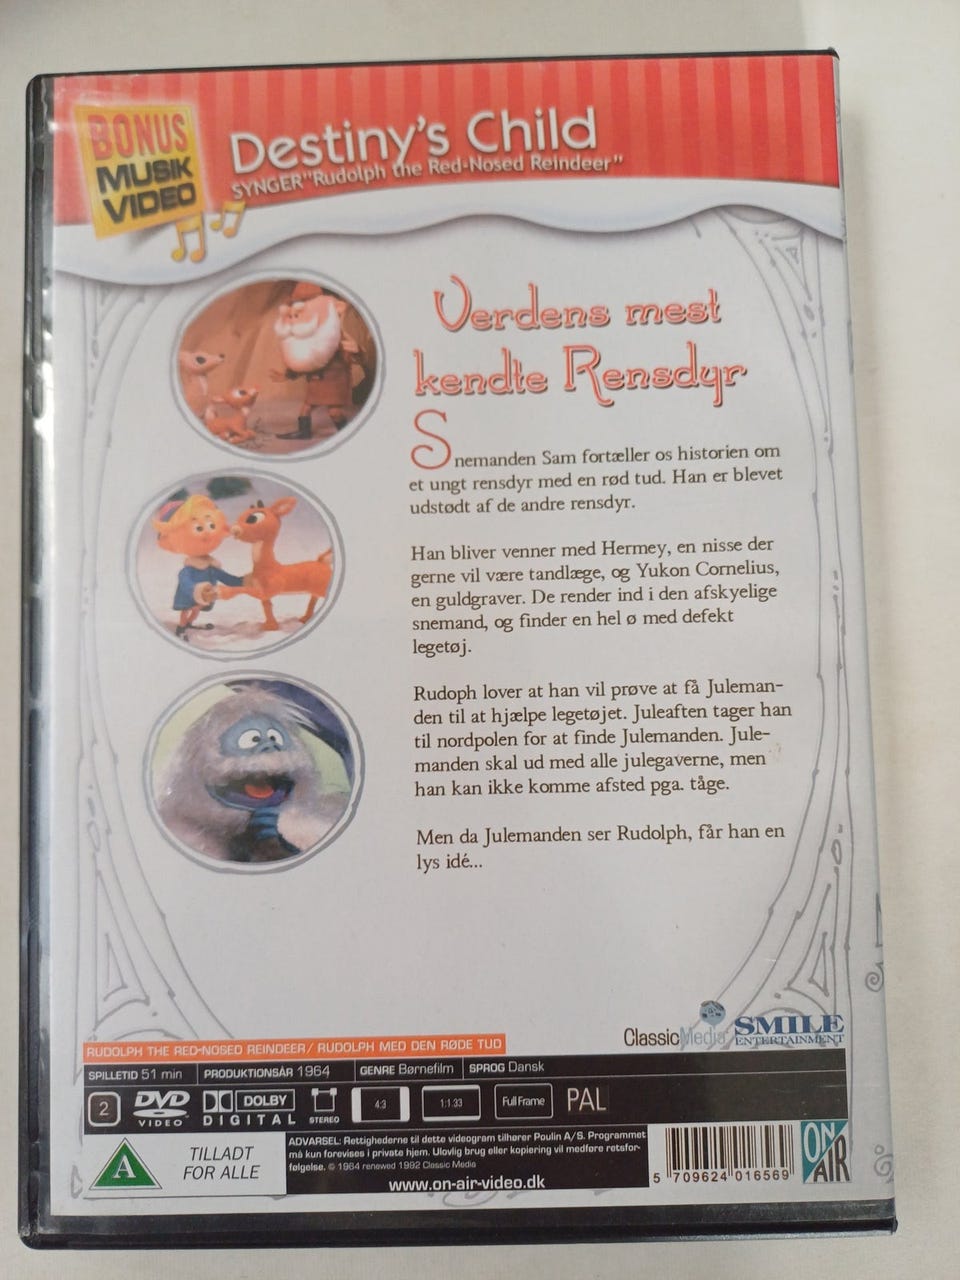 BONUS
MUSIK
VIDEO
Destiny's Child
SYNGER"Rudolph the Red-Nosed Reindeer"
Verdens mest
kendte Rensdyr
Snemanden Sam fortæller os historien om
et ungt rensdyr med en rød tud. Han er blevet
udstødt af de andre rensdyr.
Han bliver venner med Hermey, en nisse der
gerne vil være tandlæge, og Yukon Cornelius,
en guldgraver. De render ind i den afskyelige
snemand, og finder en hel ø med defekt
legetøj.
Rudoph lover at han vil prøve at få Juleman-
den til at hjælpe legetøjet. Juleaften tager han
til nordpolen for at finde Julemanden. Jule-
manden skal ud med alle julegaverne, men
han kan ikke komme afsted pga. tåge.
Men da Julemanden ser Rudolph, får han en
lys idé...
ClassicMedia SMILE
ENTERTAINMENT
RUDOLPH THE RED-NOSED REINDEER/ RUDOLPH MED DEN RØDE TUD
SPILLETID 51 min PRODUKTIONSÅR 1964 GENRE Børnefilm SPROG Dansk
2 DVD VIDEO DOLBY DIGITAL STEREO 4:3 1:1.33 Full Frame PAL
A TILLADT
FOR ALLE
ADVARSEL: Rettighederne til dette videogram tilhører Poulin A/S. Programmet
må kun forevises i private hjem. Ulovlig brug eller kopiering vil medføre retsfor-
følgelse. © 1964 renewed 1992 Classic Media
www.on-air-video.dk
5 709624 016569
ON
AIR